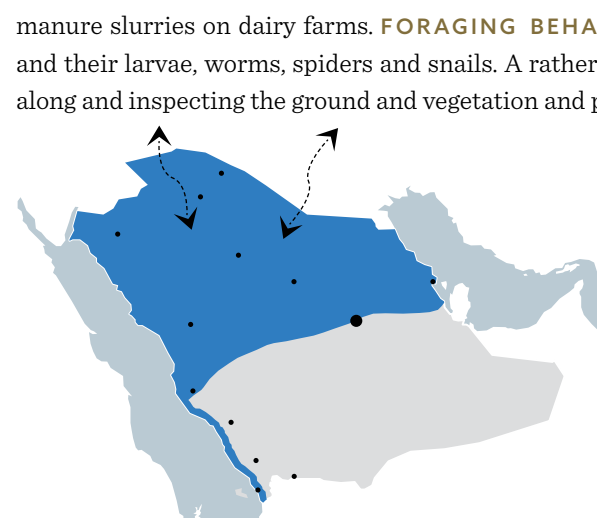 manure slurries on dairy farms. FORAGING BEHA
and their larvae, worms, spiders and snails. A rather
along and inspecting the ground and vegetation and p